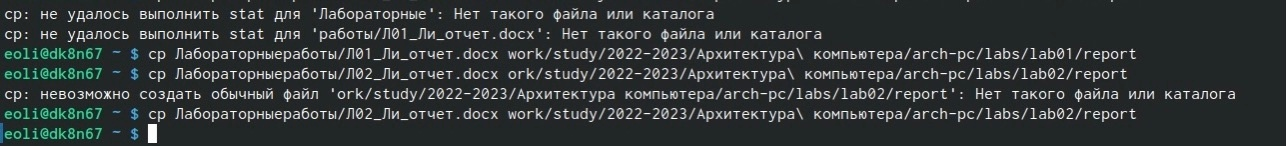 cp: не удалось выполнить stat для 'Лабораторные': Нет такого файла или каталога
cp: не удалось выполнить stat для 'работы/Л01_Ли_отчет.docx': Нет такого файла или каталога
eoli@dk8n67 ~ $ cp Лабораторныеработы/Л01_Ли_отчет.docx work/study/2022-2023/Архитектура\ компьютера/arch-pc/labs/lab01/report
eoli@dk8n67 ~ $ cp Лабораторныеработы/Л02_Ли_отчет.docx ork/study/2022-2023/Архитектура\ компьютера/arch-pc/labs/lab02/report
cp: невозможно создать обычный файл 'ork/study/2022-2023/Архитектура компьютера/arch-pc/labs/lab02/report': Нет такого файла или каталога
eoli@dk8n67 ~ $ cp Лабораторныеработы/Л02_Ли_отчет.docx work/study/2022-2023/Архитектура\ компьютера/arch-pc/labs/lab02/report
eoli@dk8n67 ~ $